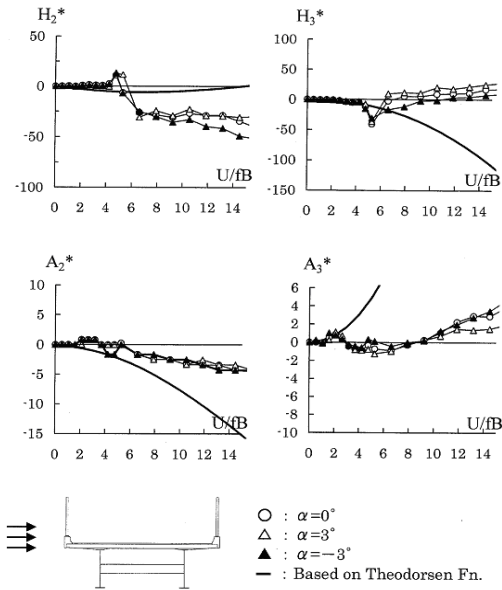 H₂*
50
0
-50
-100
U/fB
0 2 4 6 8 10 12 14
H₃*
100
50
0
-50
-100
-150
U/fB
0 2 4 6 8 10 12 14
A₂*
10
5
0
-5
-10
-15
U/fB
0 2 4 6 8 10 12 14
A₃*
6
4
2
0
-2
-4
-6
-8
-10
U/fB
0 2 4 6 8 10 12 14
○ : α=0°
△ : α=3°
▲ : α=−3°
— : Based on Theodorsen Fn.